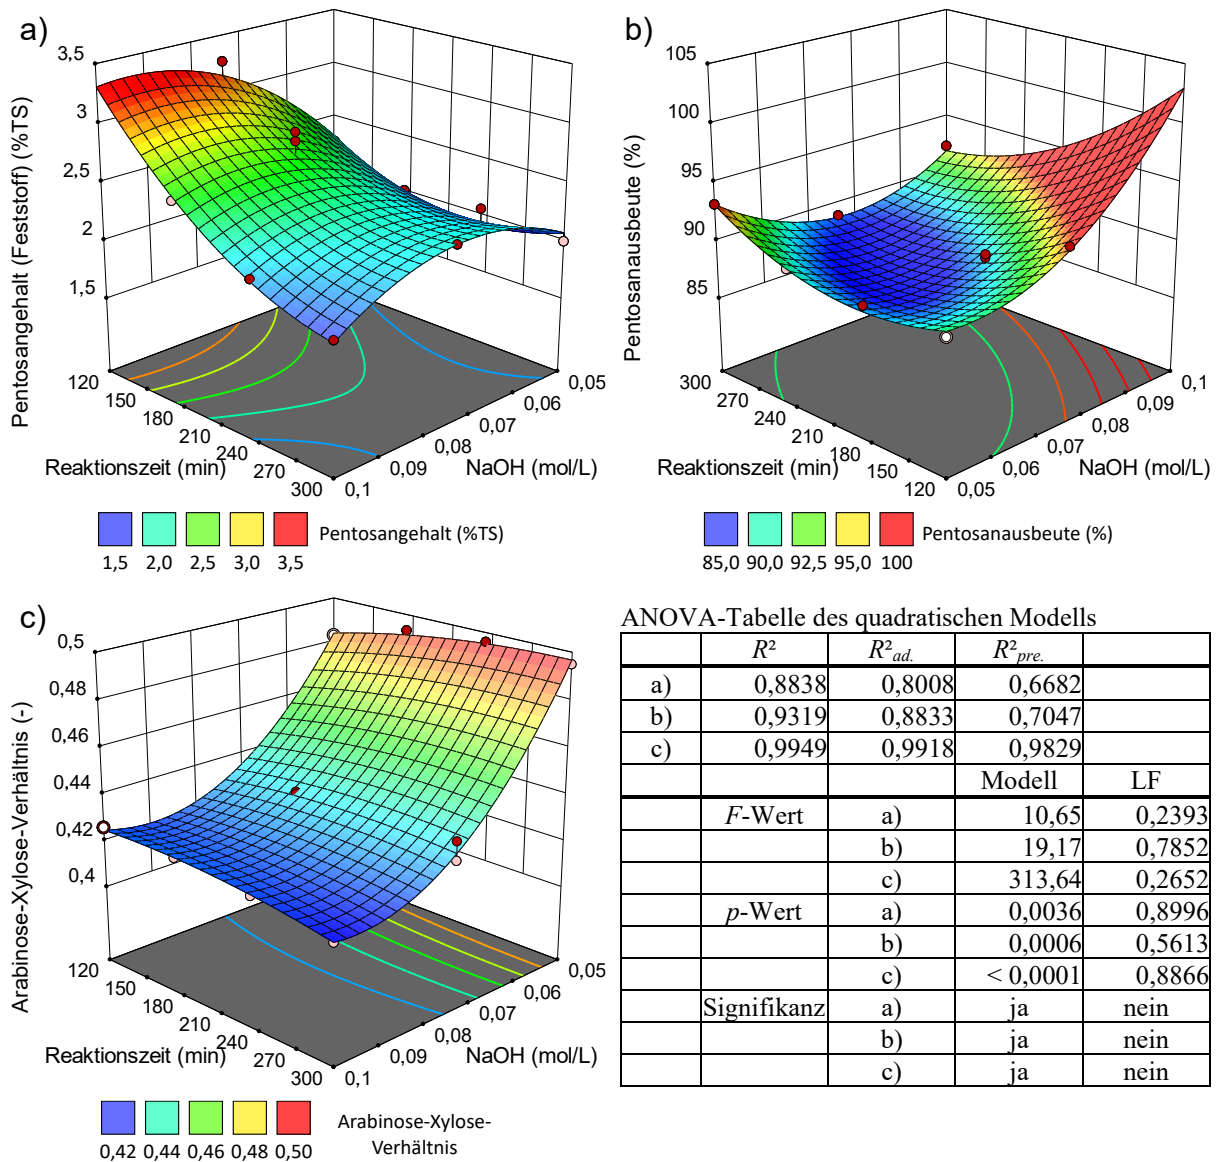 a)
3,5
3
2,5
2
1,5
Pentosangehalt (Feststoff) (%TS)
120
150
180
210
240
270
300
Reaktionszeit (min)
0,1
0,09
0,08
0,07
0,06
0,05
NaOH (mol/L)
1,5 2,0 2,5 3,0 3,5
Pentosangehalt (%TS)
b)
105
100
95
90
85
Pentosanausbeute (%)
300
270
240
210
180
150
120
Reaktionszeit (min)
0,05
0,06
0,07
0,08
0,09
0,1
NaOH (mol/L)
85,0 90,0 92,5 95,0 100
Pentosanausbeute (%)
c)
0,5
0,48
0,46
0,44
0,42
0,4
Arabinose-Xylose-Verhältnis (-)
120
150
180
210
240
270
300
Reaktionszeit (min)
0,1
0,09
0,08
0,07
0,06
0,05
NaOH (mol/L)
0,42 0,44 0,46 0,48 0,50
Arabinose-Xylose-
Verhältnis
ANOVA-Tabelle des quadratischen Modells
R² R²ad. R²pre.
a) 0,8838 0,8008 0,6682
b) 0,9319 0,8833 0,7047
c) 0,9949 0,9918 0,9829
Modell LF
F-Wert a) 10,65 0,2393
b) 19,17 0,7852
c) 313,64 0,2652
p-Wert a) 0,0036 0,8996
b) 0,0006 0,5613
c) < 0,0001 0,8866
Signifikanz a) ja nein
b) ja nein
c) ja nein